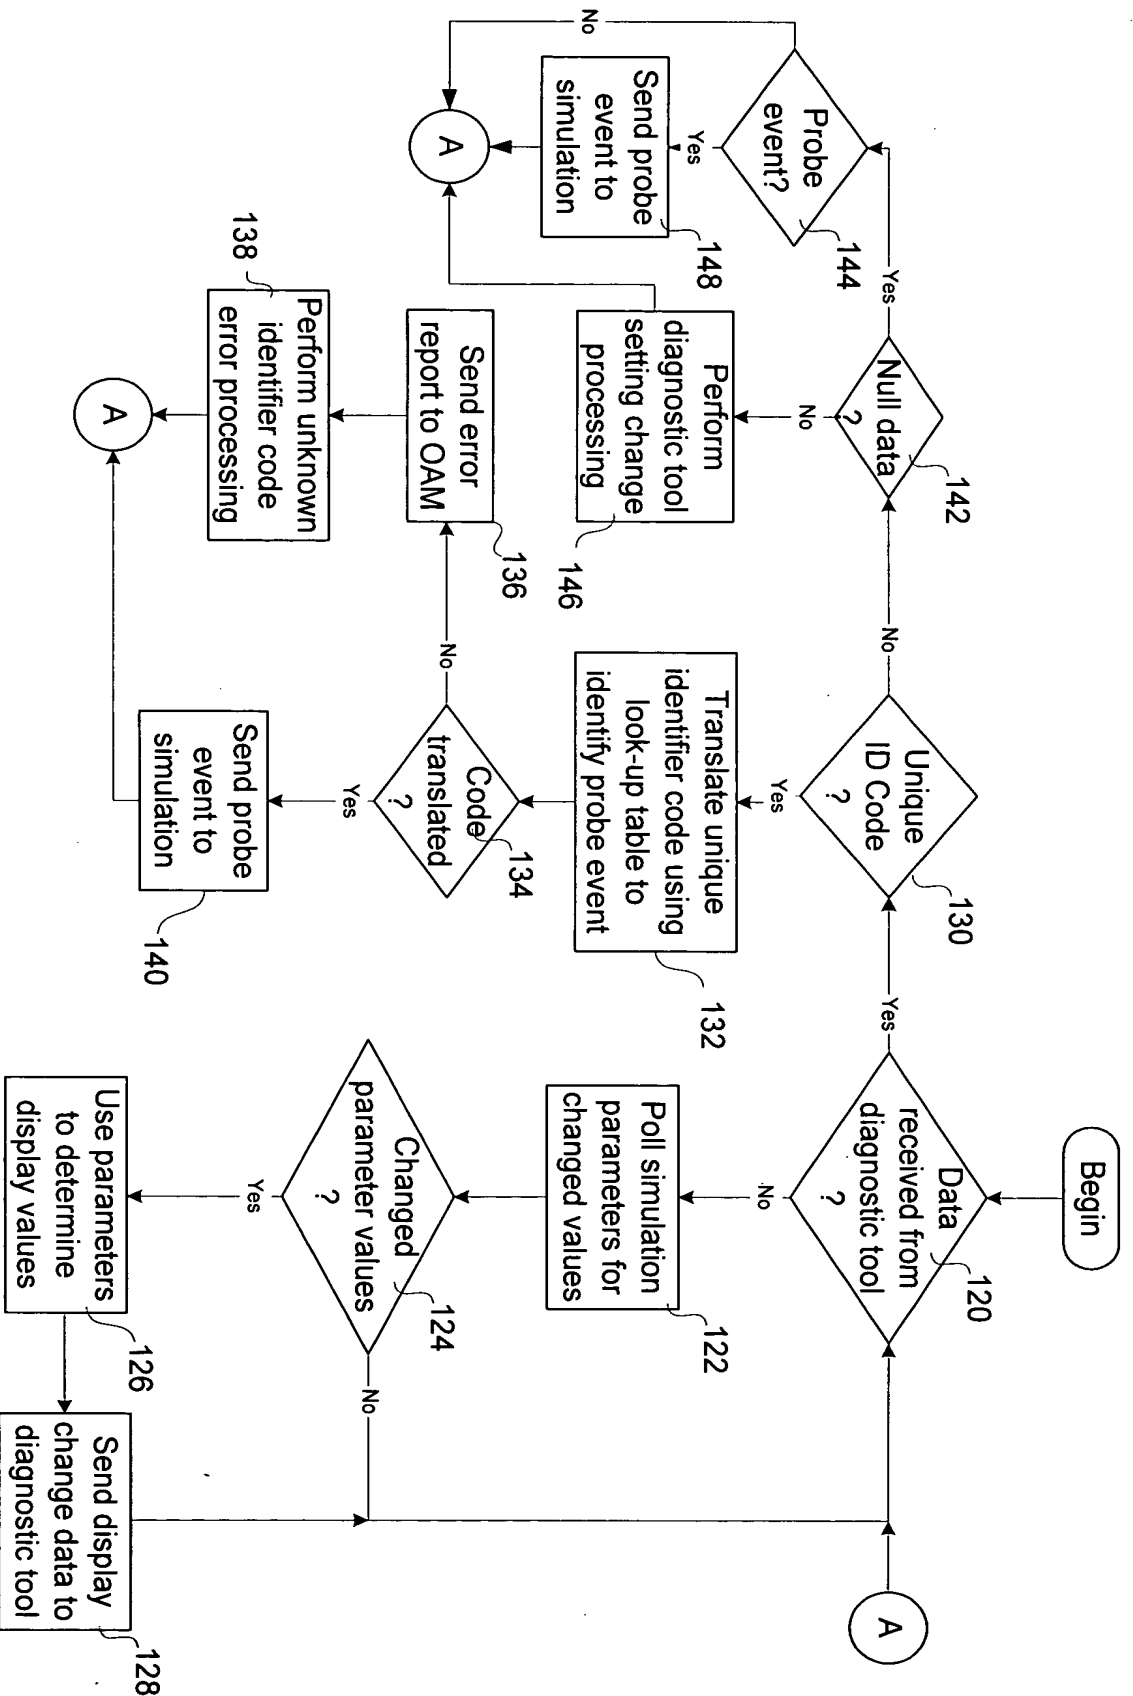 Begin
Data
received from
diagnostic tool
?
120
Yes
No
A
Poll simulation
parameters for
changed values
122
Changed
parameter values
?
124
No
Yes
Use parameters
to determine
display values
126
Send display
change data to
diagnostic tool
128
Unique
ID Code
?
130
No
Yes
Translate unique
identifier code using
look-up table to
identify probe event
132
Code
translated
?
134
No
Yes
Send error
report to OAM
136
Perform unknown
identifier code
error processing
138
Send probe
event to
simulation
140
A
Null data
?
142
Yes
No
Perform
diagnostic tool
setting change
processing
146
Probe
event?
144
No
Yes
Send probe
event to
simulation
148
A